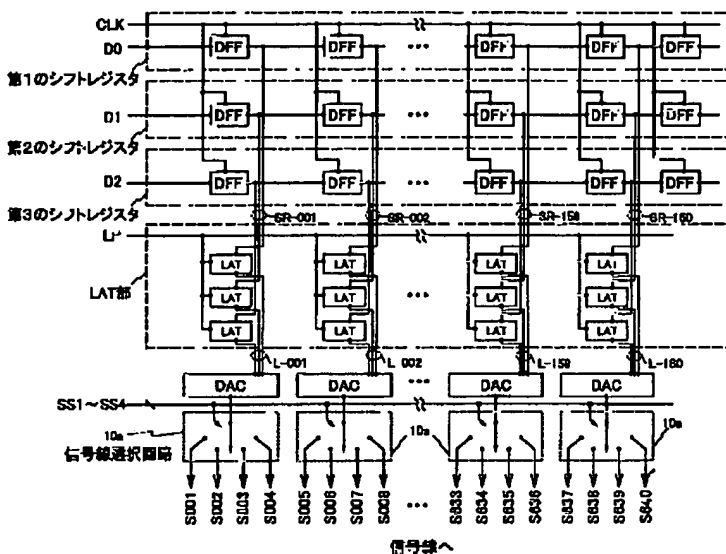 CLK
D0 DFF DFF ... DFF DFF DFF
第1のシフトレジスタ
D1 DFF DFF ... DFF DFF DFF
第2のシフトレジスタ
D2 DFF DFF ... DFF DFF DFF
第3のシフトレジスタ
SR-001 SR-002 SR-159 SR-160
LP
LAT部
LAT LAT LAT LAT
LAT LAT ... LAT LAT
LAT LAT LAT LAT
L-001 L-002 L-159 L-160
DAC DAC ... DAC DAC
SS1~SS4
10a 10a 10a
信号線選択回路
S001 S002 S003 S004 S005 S006 S007 S008 ... S633 S634 S635 S636 S637 S638 S639 S640
信号線へ